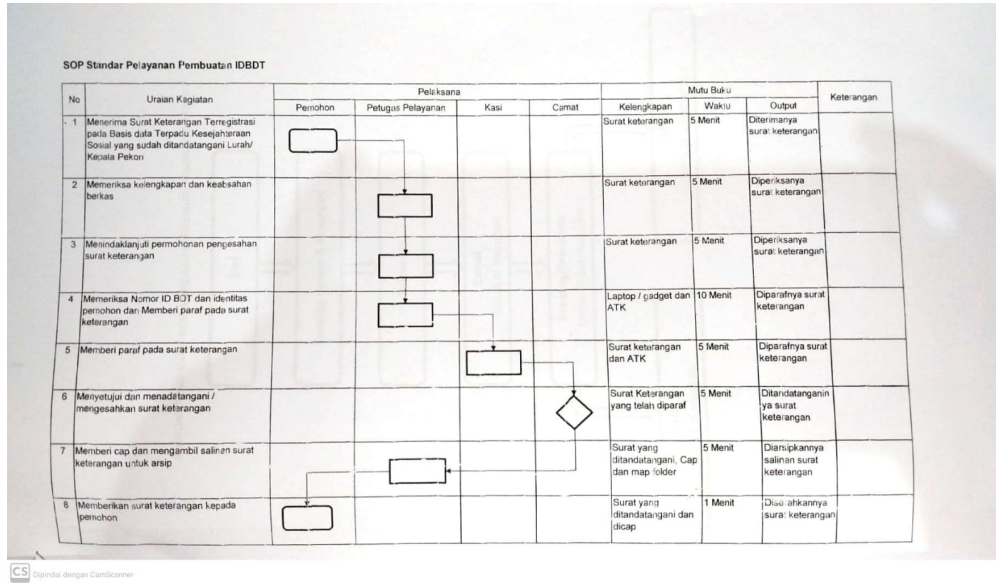 SOP Standar Pelayanan Pembuatan IDBDT
No
Uraian Kagiatan
Pelaksana
Mutu Buku
Keterangan
Pemohon
Petugas Pelayanan
Kasi
Camat
Kelengkapan
Waktu
Output
1
Menerima Surat Keterangan Terregistrasi
pada Basis data Terpadu Kesejahteraan
Sosial yang sudah ditandatangani Lurah/
Kepala Pekon
Surat keterangan
5 Menit
Diterimanya
surat keterangan
2
Memeriksa kelengkapan dan keabsahan
berkas
Surat keterangan
5 Menit
Diperiksanya
surat keterangan
3
Menindaklanjuti permohonan pengesahan
surat keterangan
Surat keterangan
5 Menit
Diperiksanya
surat keterangan
4
Memeriksa Nomor ID BDT dan identitas
pemohon dan Memberi paraf pada surat
keterangan
Laptop / gadget dan
ATK
10 Menit
Diparafnya surat
keterangan
5
Memberi paraf pada surat keterangan
Surat keterangan
dan ATK
5 Menit
Diparafnya surat
keterangan
6
Menyetujui dan menadatangani /
mengesahkan surat keterangan
Surat Keterangan
yang telah diparaf
5 Menit
Ditandatanganin
ya surat
keterangan
7
Memberi cap dan mengambil salinan surat
keterangan untuk arsip
Surat yang
ditandatangani, Cap
dan map folder
5 Menit
Diarsipkannya
salinan surat
keterangan
8
Memberikan surat keterangan kepada
pemohon
Surat yang
ditandatangani dan
dicap
1 Menit
Diserahkannya
surat keterangan
CS Dipindai dengan CamScanner